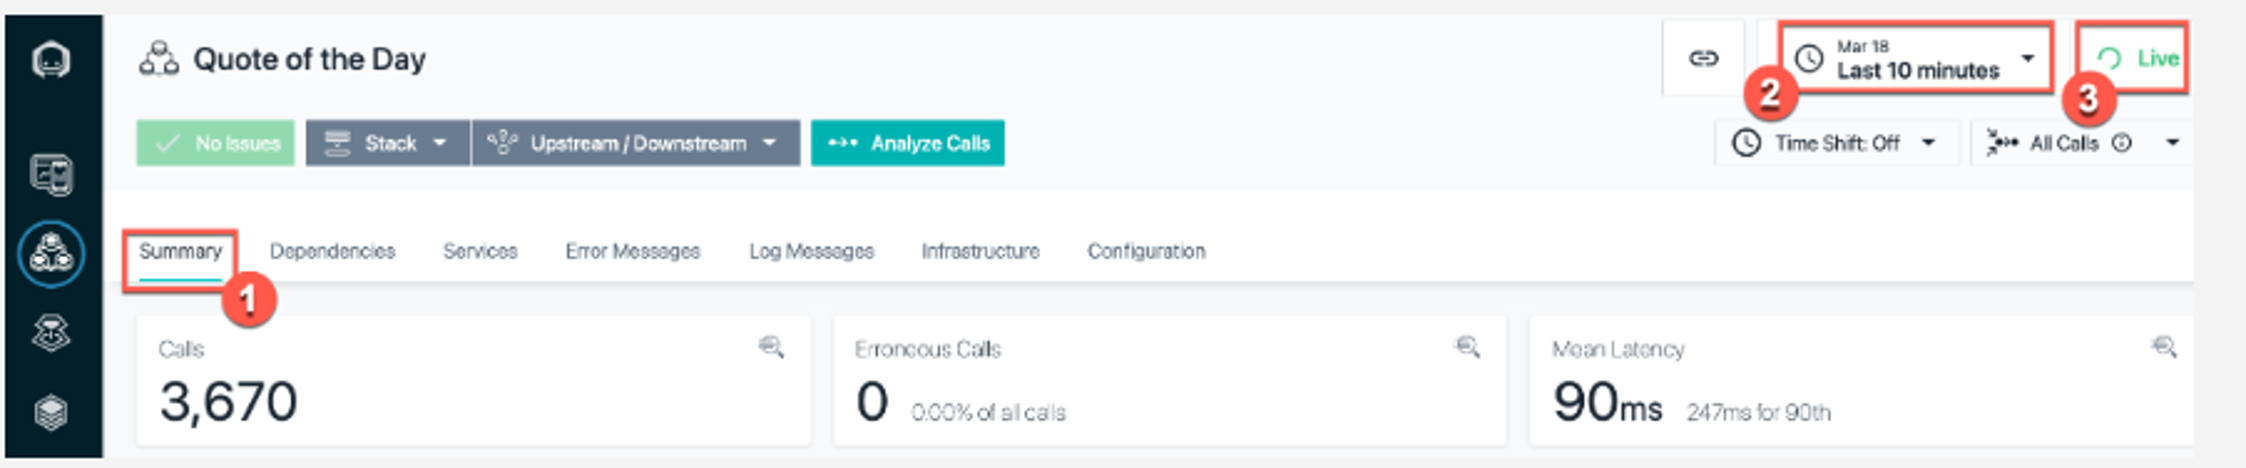 Quote of the Day
Mar 18
Last 10 minutes
Live
2
3
No Issues
Stack
Upstream / Downstream
Analyze Calls
Time Shift: Off
All Calls
Summary
Dependencies
Services
Error Messages
Log Messages
Infrastructure
Configuration
1
Calls
3,670
Erroneous Calls
0 0.00% of all calls
Mean Latency
90ms 247ms for 90th